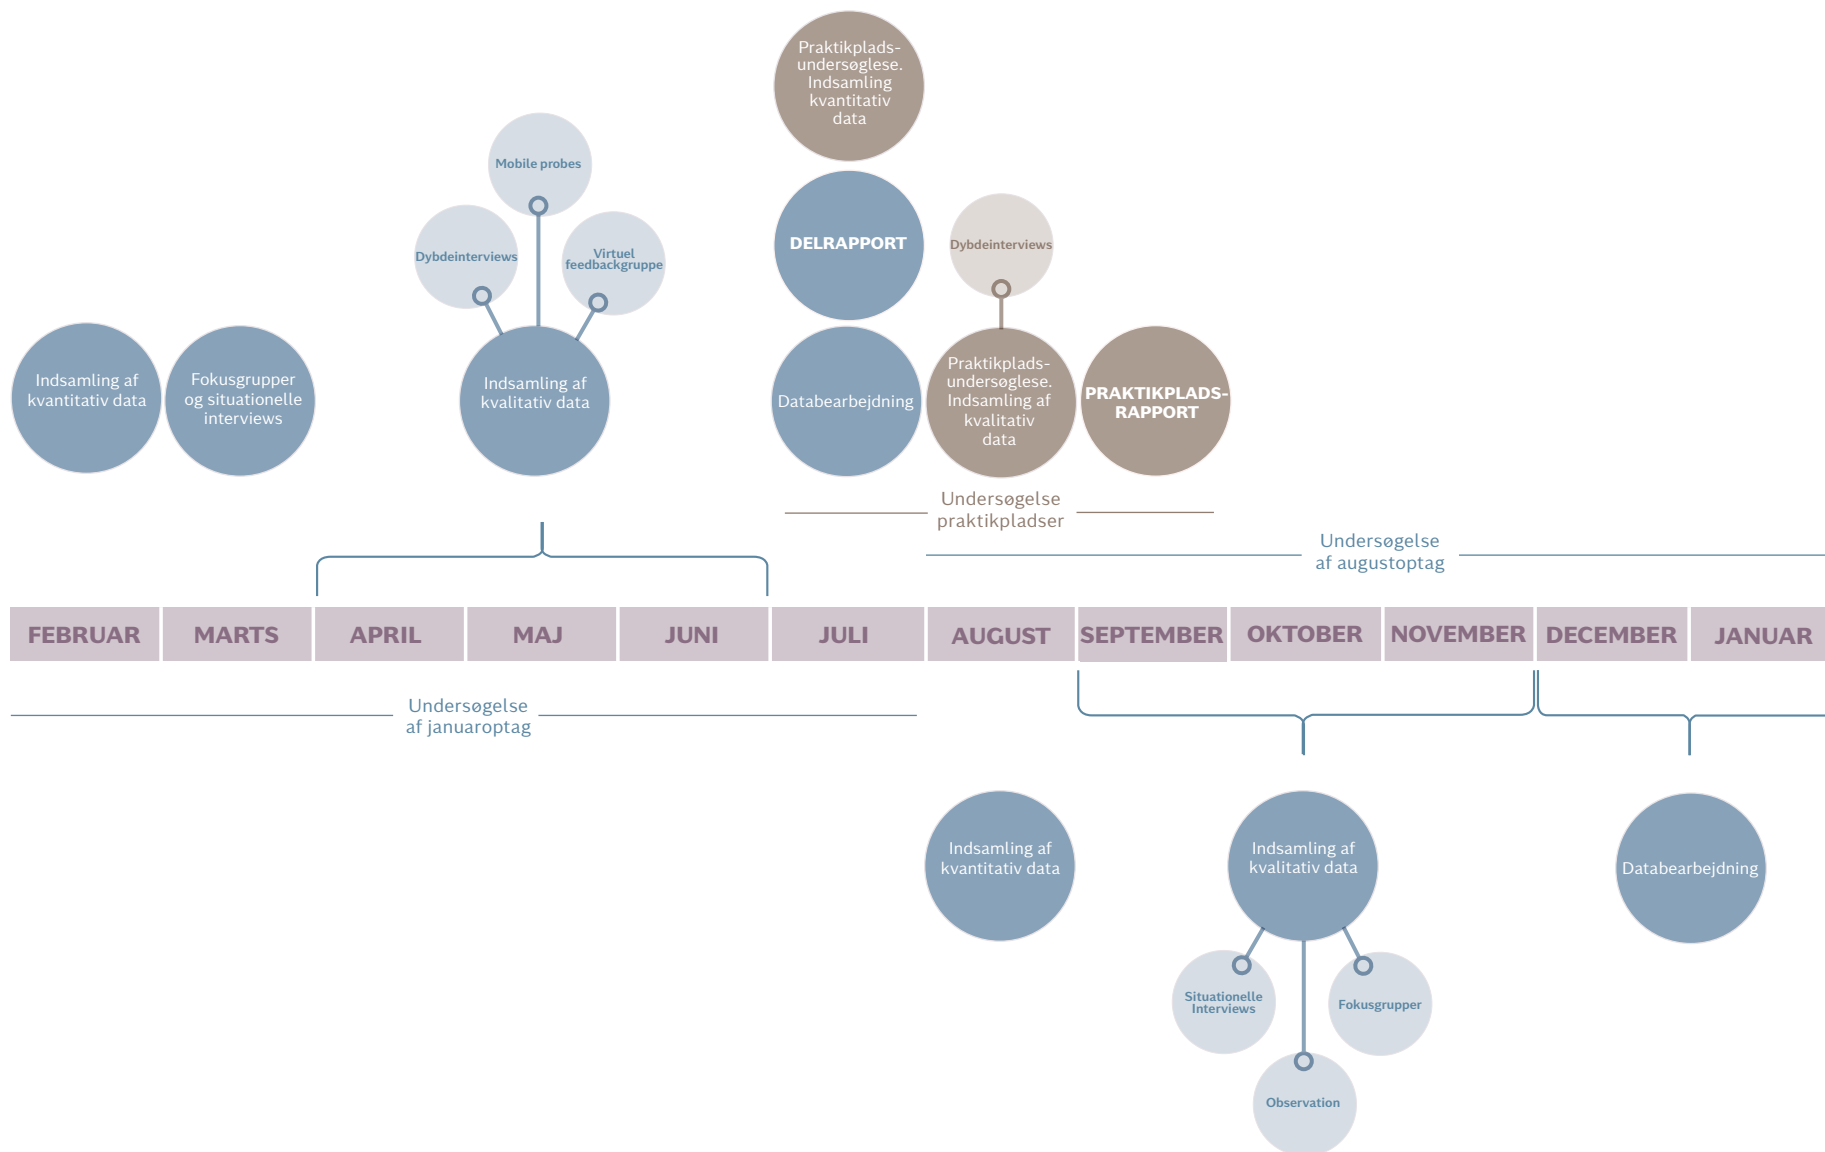 Praktikplads-
undersøglese.
Indsamling
kvantitativ
data
Mobile probes
Dybdeinterviews
Virtuel
feedbackgruppe
DELRAPPORT
Dybdeinterviews
Indsamling af
kvantitativ data
Fokusgrupper
og situationelle
interviews
Indsamling af
kvalitativ data
Databearbejdning
Praktikplads-
undersøglese.
Indsamling af
kvalitativ
data
PRAKTIKPLADS-
RAPPORT
Undersøgelse
praktikpladser
Undersøgelse
af augustoptag
FEBRUAR MARTS APRIL MAJ JUNI JULI AUGUST SEPTEMBER OKTOBER NOVEMBER DECEMBER JANUAR
Undersøgelse
af januaroptag
Indsamling af
kvantitativ data
Indsamling af
kvalitativ data
Databearbejdning
Situationelle
Interviews
Fokusgrupper
Observation